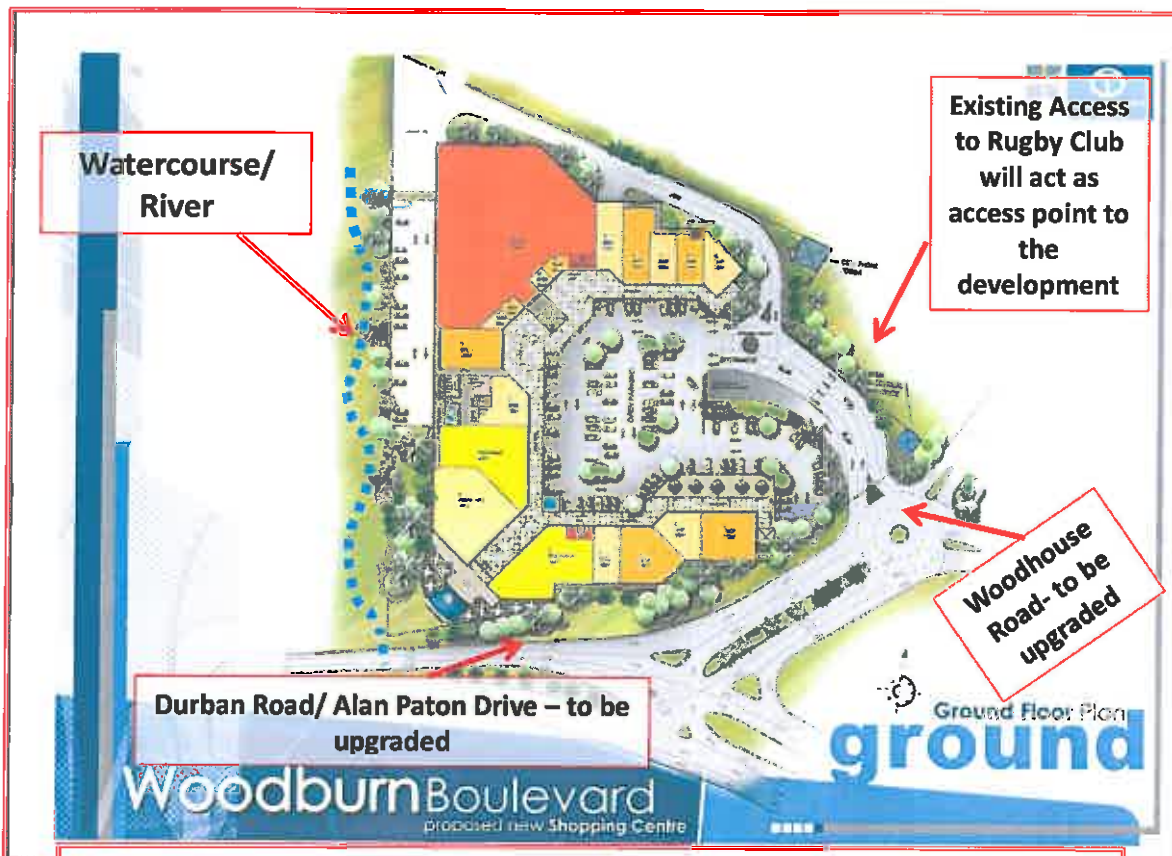 Watercourse/
River
Existing Access
to Rugby Club
will act as
access point to
the
development
Woodhouse
Road- to be
upgraded
Durban Road/ Alan Paton Drive – to be
upgraded
Ground Floor Plan
ground
Woodburn Boulevard
proposed new Shopping Centre